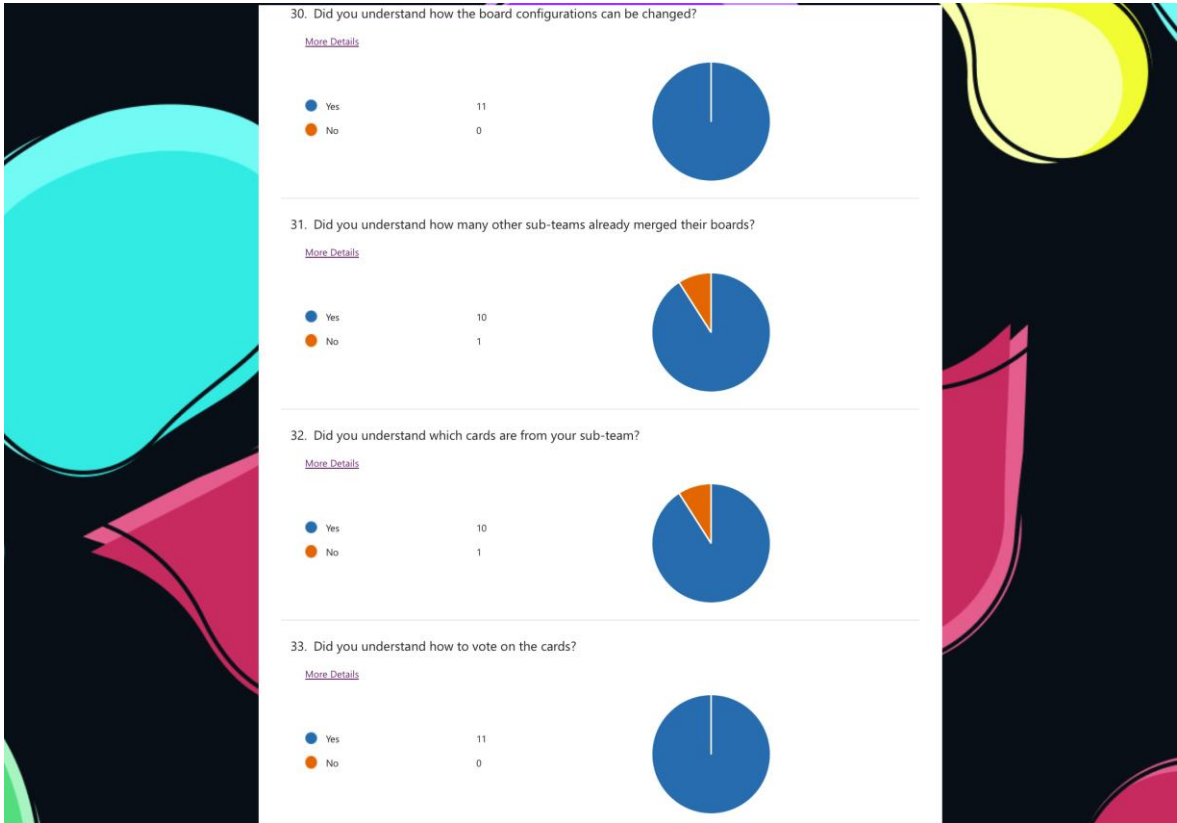 30. Did you understand how the board configurations can be changed?
More Details
Yes 11
No 0
31. Did you understand how many other sub-teams already merged their boards?
More Details
Yes 10
No 1
32. Did you understand which cards are from your sub-team?
More Details
Yes 10
No 1
33. Did you understand how to vote on the cards?
More Details
Yes 11
No 0